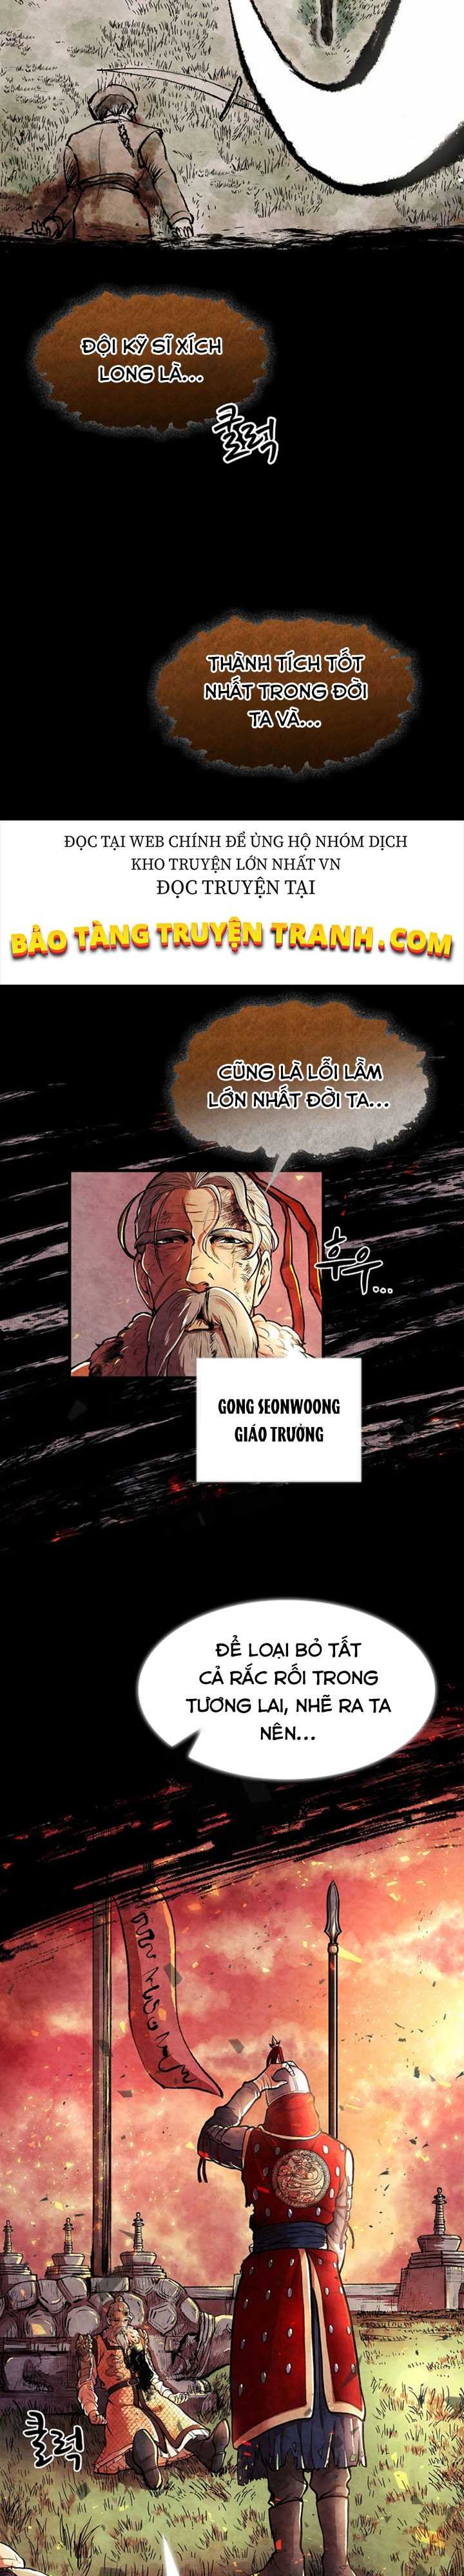 ĐỘI KỸ SĨ XÍCH
LONG LÀ...
쿨럭
THÀNH TÍCH TỐT
NHẤT TRONG ĐỜI
TA VÀ...
ĐỌC TẠI WEB CHÍNH ĐỂ ỦNG HỘ NHÓM DỊCH
KHO TRUYỆN LỚN NHẤT VN
ĐỌC TRUYỆN TẠI
BẢO TÀNG TRUYỆN TRANH.COM
CŨNG LÀ LỖI LẦM
LỚN NHẤT ĐỜI TA...
후우...
GONG SEONWOONG
GIÁO TRƯỞNG
ĐỂ LOẠI BỎ TẤT
CẢ RẮC RỐI TRONG
TƯƠNG LAI, NHẼ RA TA
NÊN...
쿨럭